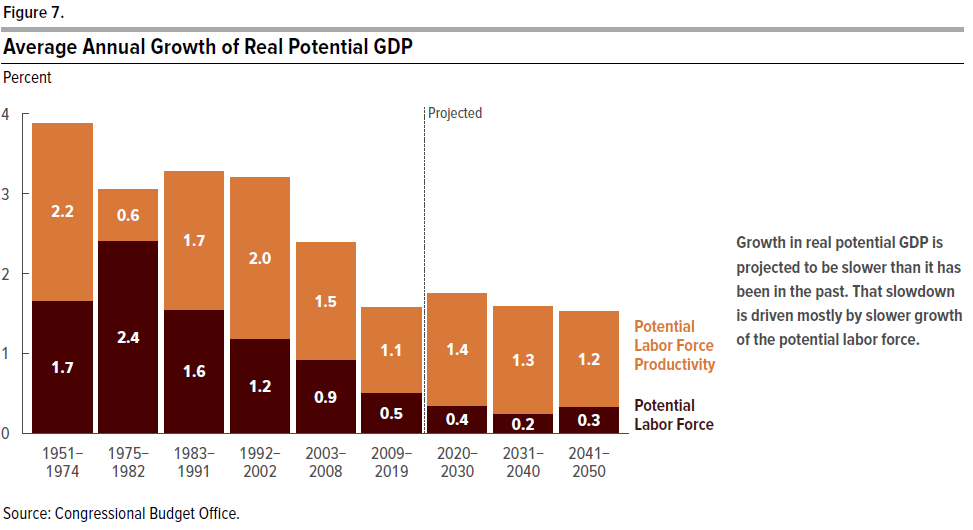 Figure 7.
Average Annual Growth of Real Potential GDP
Percent
4
Projected
3
2.2
0.6
1.7
2.0
Growth in real potential GDP is
projected to be slower than it has
been in the past. That slowdown
is driven mostly by slower growth
of the potential labor force.
2
1.5
2.4
1.1
1.4
1.3
1.2
Potential
Labor Force
Productivity
1
1.7
1.6
1.2
0.9
0.5
0.4
0.2
0.3
Potential
Labor Force
0
1951–
1974
1975–
1982
1983–
1991
1992–
2002
2003–
2008
2009–
2019
2020–
2030
2031–
2040
2041–
2050
Source: Congressional Budget Office.